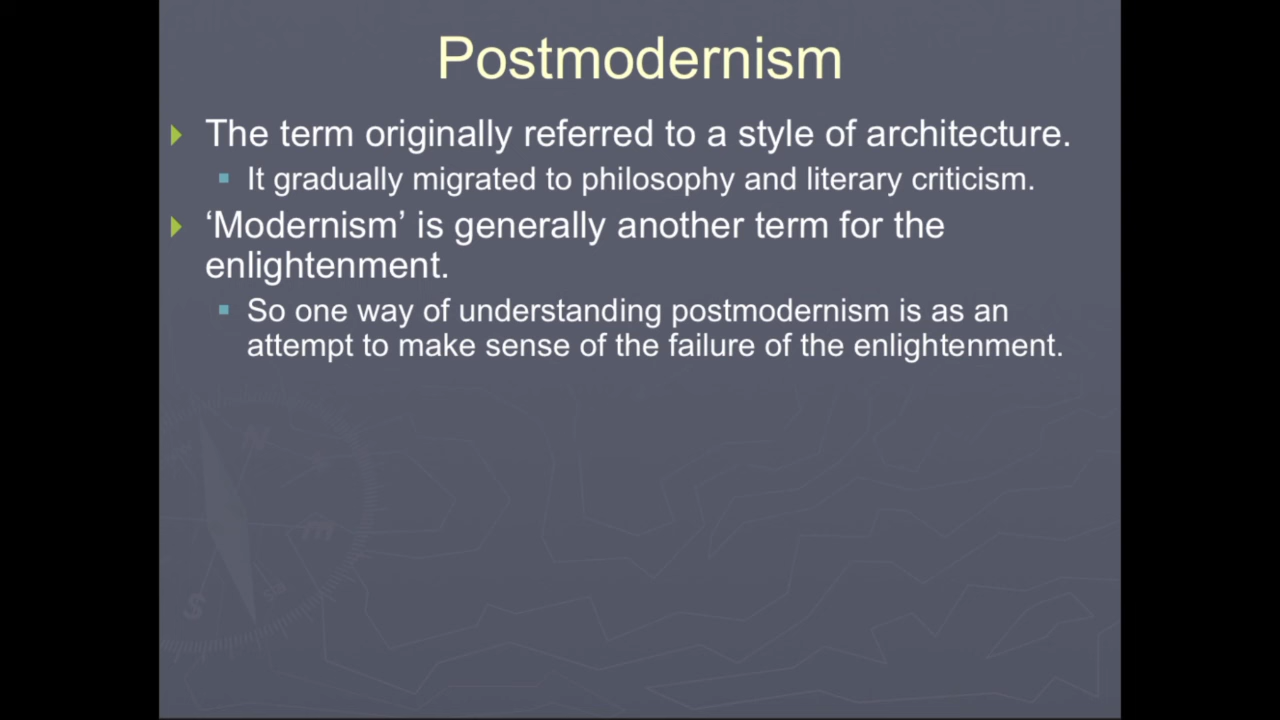 Postmodernism
The term originally referred to a style of architecture.
It gradually migrated to philosophy and literary criticism.
‘Modernism’ is generally another term for the
enlightenment.
So one way of understanding postmodernism is as an
attempt to make sense of the failure of the enlightenment.
N
E
S